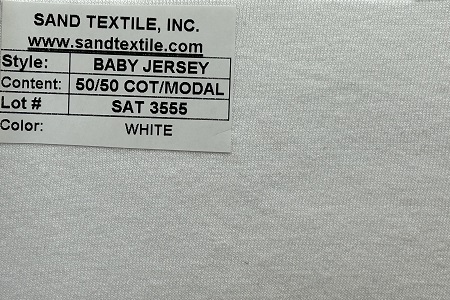 SAND TEXTILE, INC.
www.sandtextile.com
Style: BABY JERSEY
Content: 50/50 COT/MODAL
Lot # SAT 3555
Color: WHITE